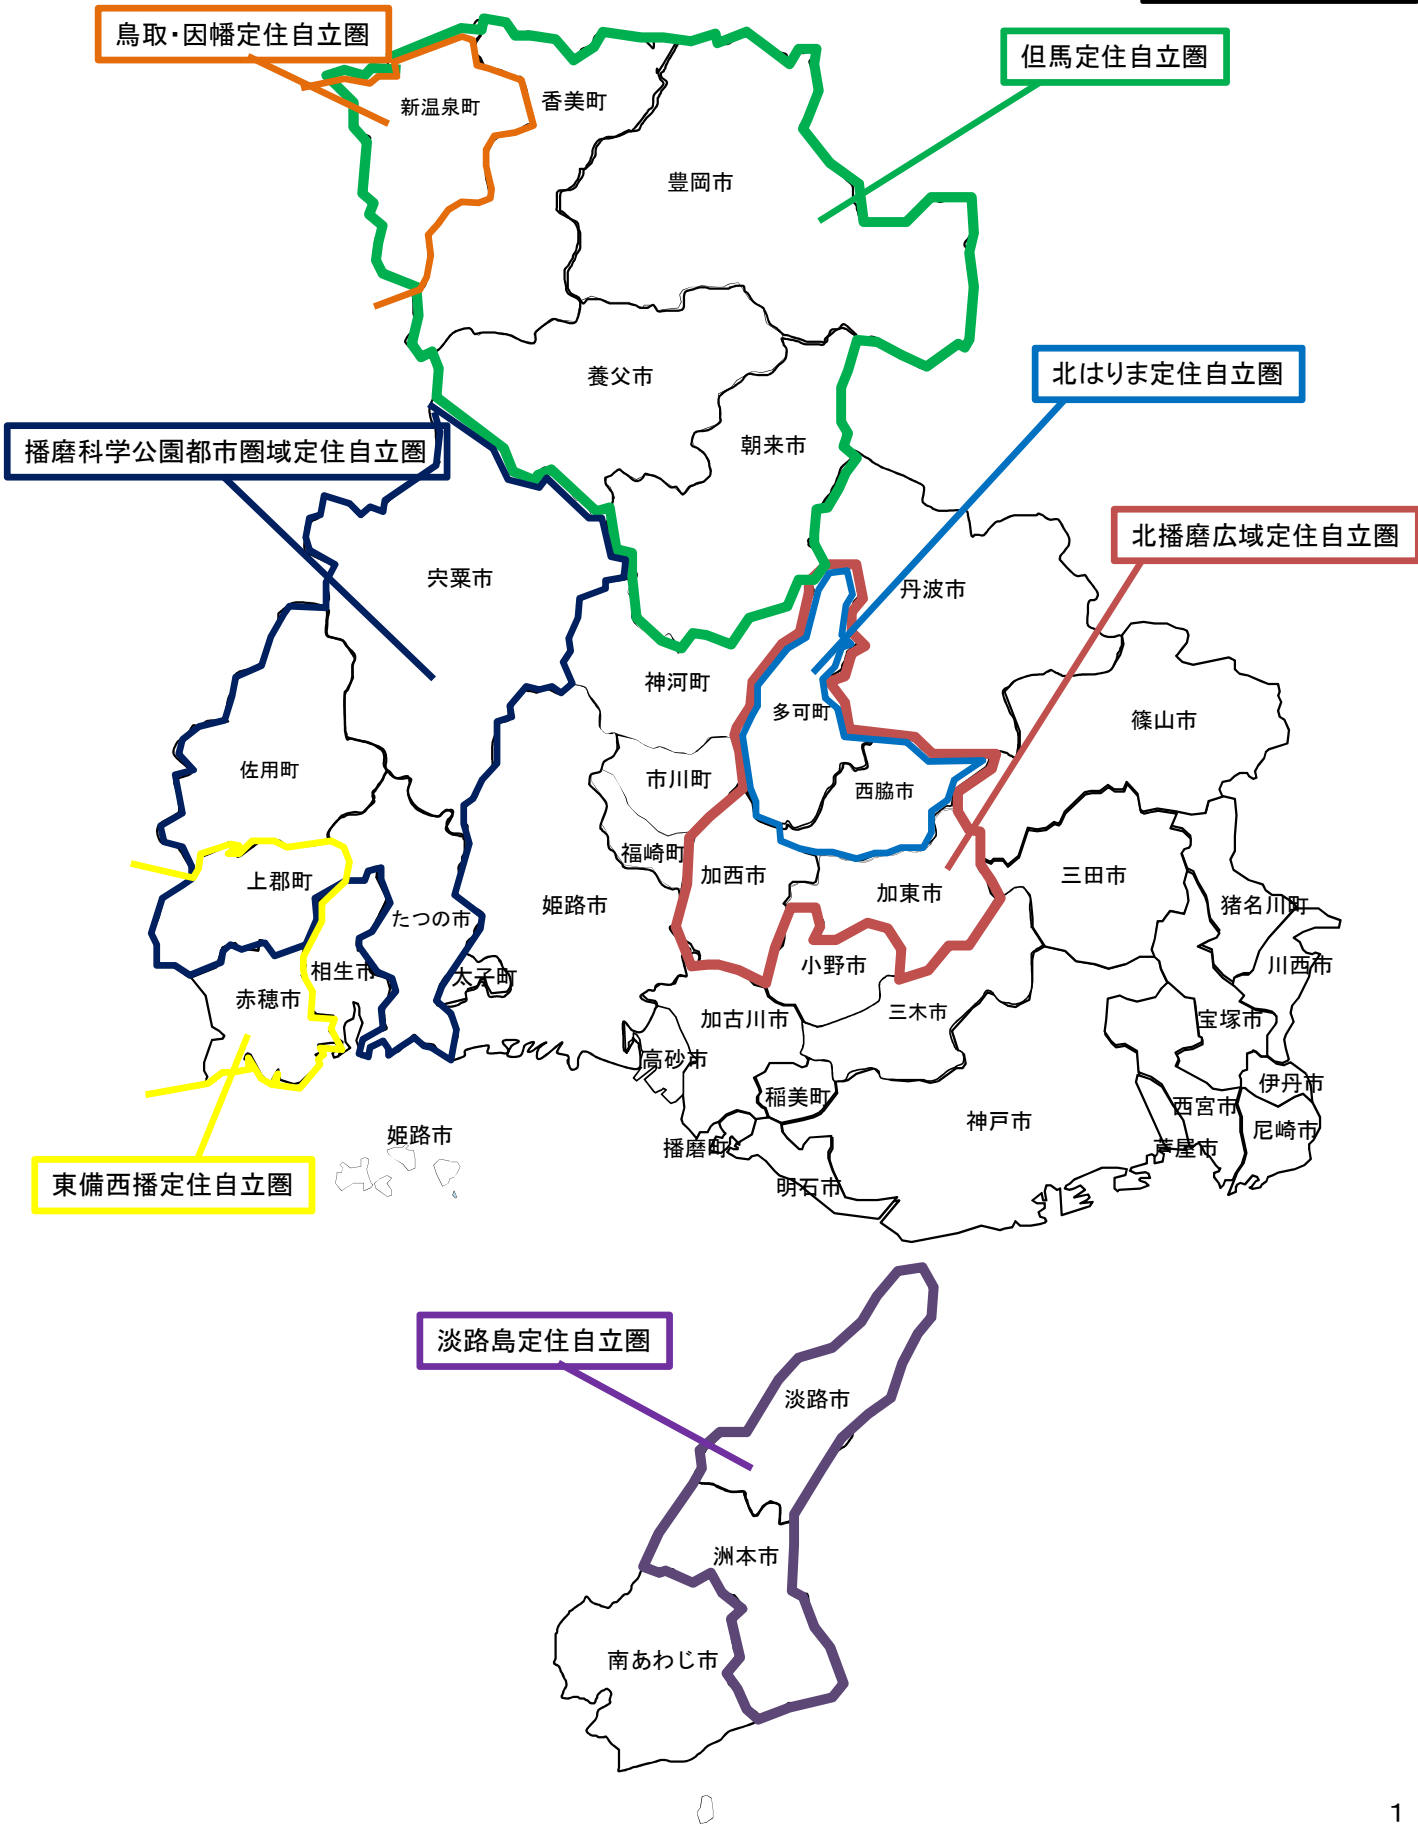 鳥取・因幡定住自立圏
但馬定住自立圏
新温泉町
香美町
豊岡市
養父市
北はりま定住自立圏
朝来市
播磨科学公園都市圏域定住自立圏
北播磨広域定住自立圏
宍粟市
丹波市
神河町
多可町
篠山市
佐用町
市川町
西脇市
福崎町
上郡町
加西市
加東市
三田市
姫路市
猪名川町
たつの市
相生市
太子町
小野市
川西市
赤穂市
加古川市
三木市
宝塚市
高砂市
稲美町
伊丹市
西宮市
神戸市
尼崎市
姫路市
播磨町
芦屋市
東備西播定住自立圏
明石市
淡路島定住自立圏
淡路市
洲本市
南あわじ市
1